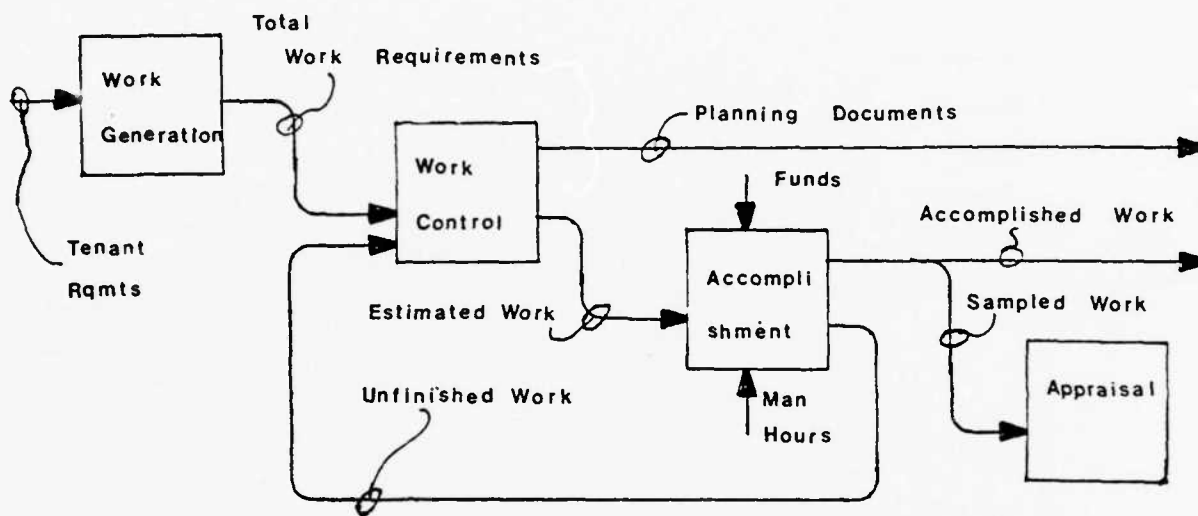 Total
Work Requirements
Work
Generation
Planning Documents
Work
Control
Funds
Accomplished Work
Tenant
Rqmts
Accompli
shment
Estimated Work
Sampled Work
Unfinished Work
Man
Hours
Appraisal